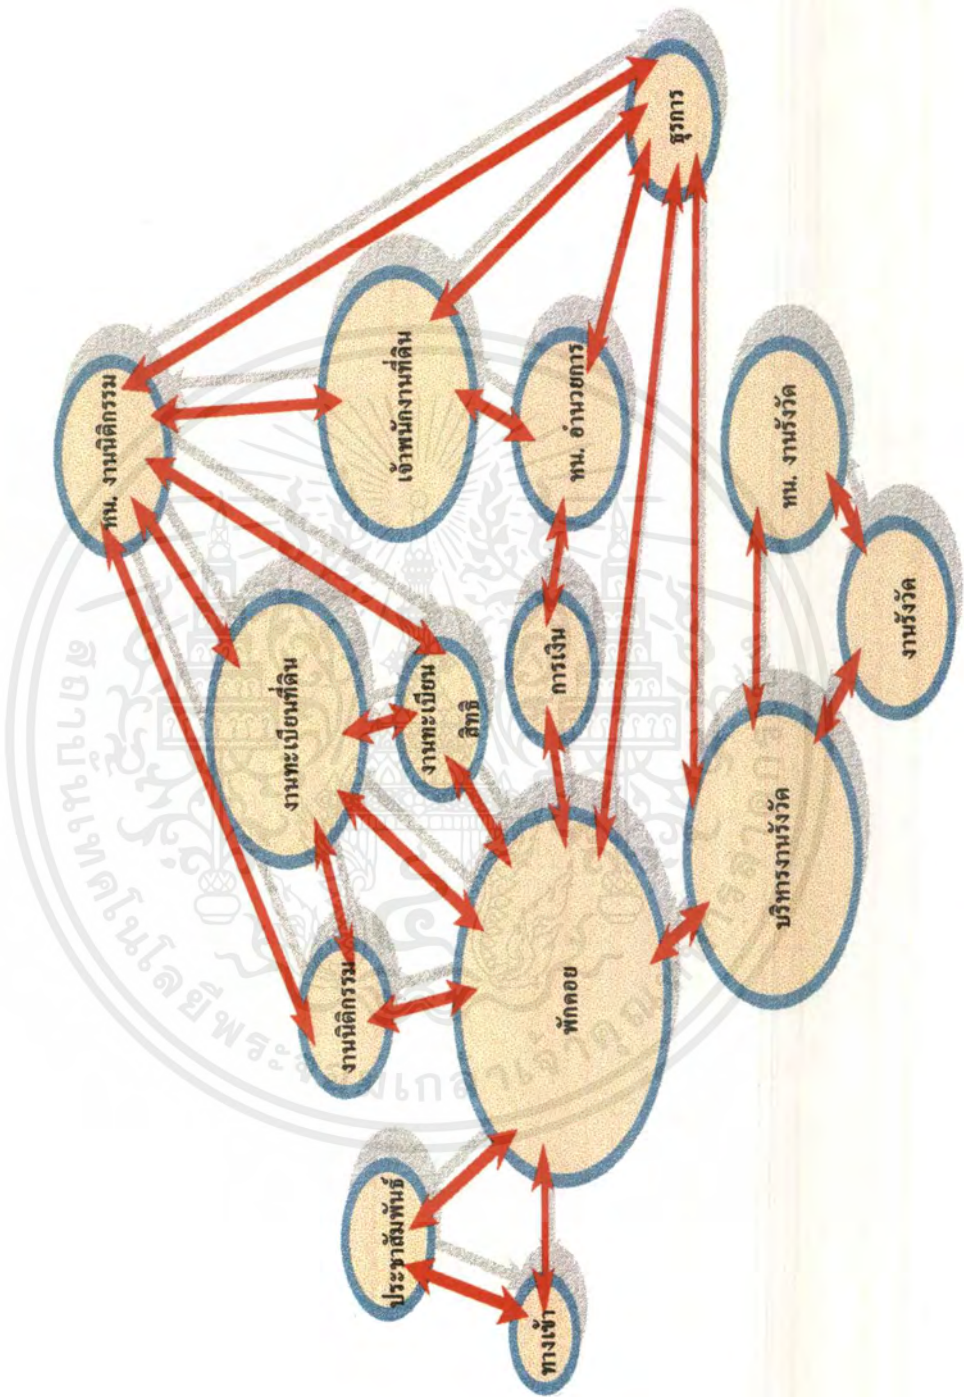 ธุรการ
หน. งานนิติกรรม
เจ้าพนักงานที่ดิน
หน. อำนวยการ
หน. งานรังวัด
งานรังวัด
งานทะเบียนที่ดิน
งานทะเบียน
สิทธิ
การเงิน
บริหารงานรังวัด
งานนิติกรรม
พักคอย
ประชาสัมพันธ์
ทางเข้า